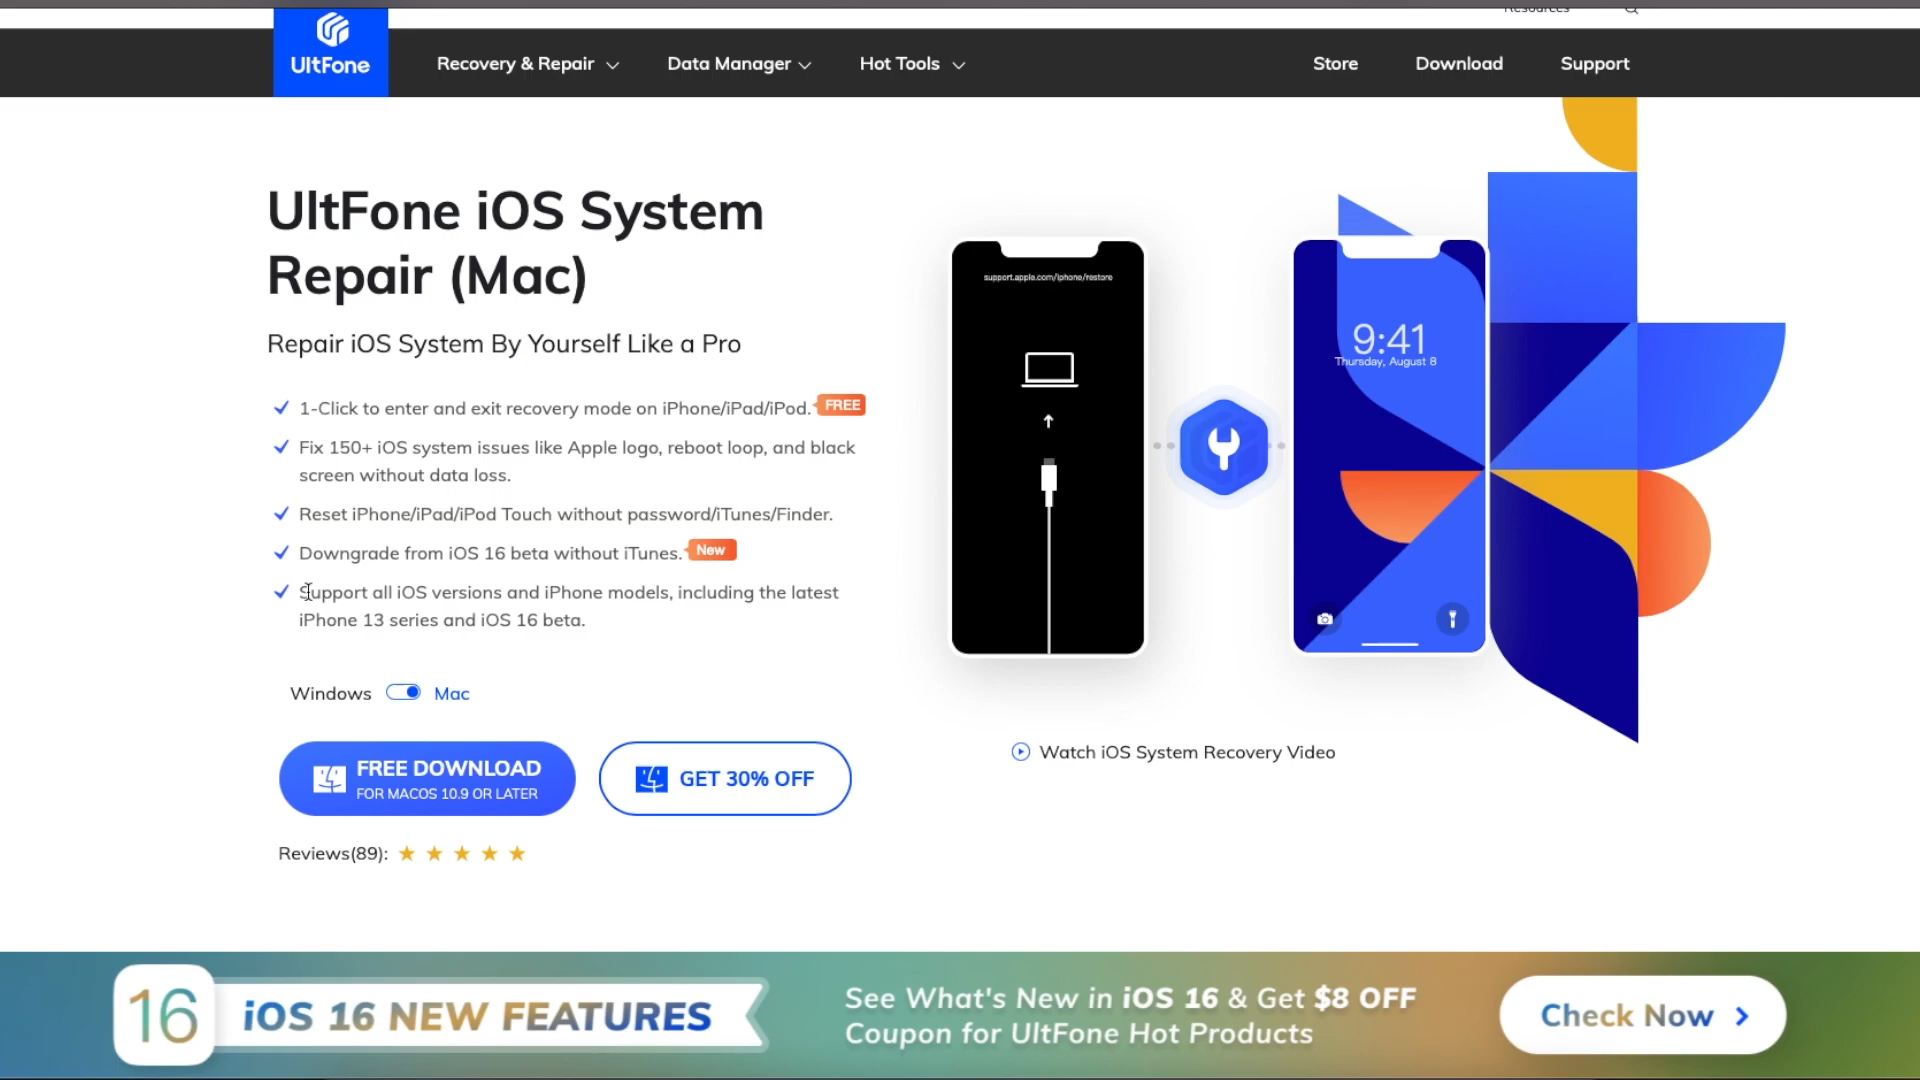 Resources
UltFone
Recovery & Repair
Data Manager
Hot Tools
Store
Download
Support
UltFone iOS System
Repair (Mac)
Repair iOS System By Yourself Like a Pro
1-Click to enter and exit recovery mode on iPhone/iPad/iPod. FREE
Fix 150+ iOS system issues like Apple logo, reboot loop, and black
screen without data loss.
Reset iPhone/iPad/iPod Touch without password/iTunes/Finder.
Downgrade from iOS 16 beta without iTunes. New
Support all iOS versions and iPhone models, including the latest
iPhone 13 series and iOS 16 beta.
Windows Mac
FREE DOWNLOAD
FOR MACOS 10.9 OR LATER
GET 30% OFF
Reviews(89):
support.apple.com/iphone/restore
9:41
Thursday, August 8
Watch iOS System Recovery Video
16
iOS 16 NEW FEATURES
See What's New in iOS 16 & Get $8 OFF
Coupon for UltFone Hot Products
Check Now